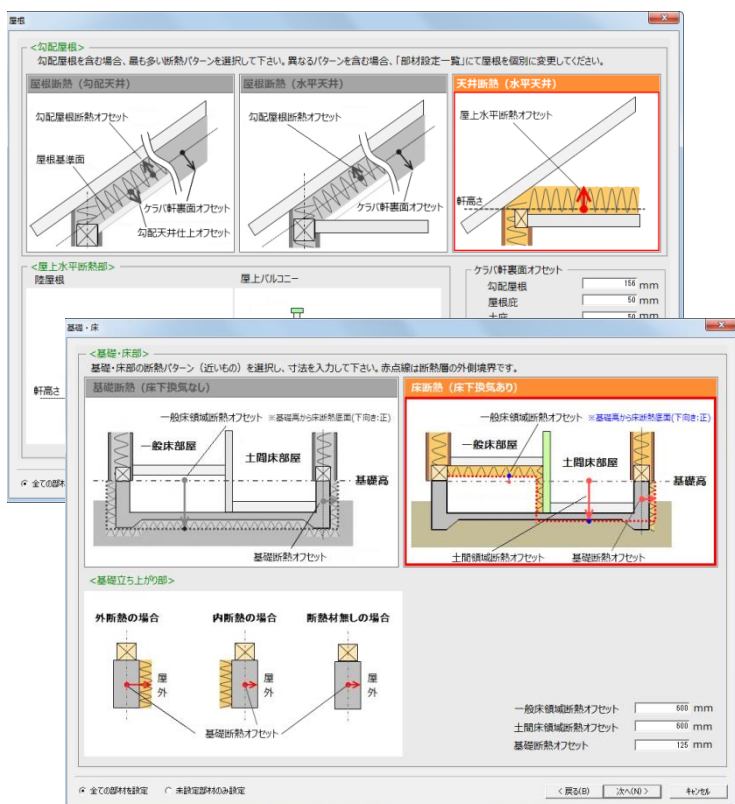 屋根
<勾配屋根>
勾配屋根を含む場合、最も多い断熱パターンを選択して下さい。異なるパターンを含む場合、「部材設定一覧」にて屋根を個別に変更してください。
屋根断熱（勾配天井）
屋根断熱（水平天井）
天井断熱（水平天井）
勾配屋根断熱オフセット
屋根基準面
ケラバ軒裏面オフセット
勾配天井仕上オフセット
勾配屋根断熱オフセット
ケラバ軒裏面オフセット
屋上水平断熱オフセット
軒高さ
<屋上水平断熱部>
陸屋根
屋上バルコニー
ケラバ軒裏面オフセット
勾配屋根 156 mm
屋根庇 50 mm
土庇 50 mm
軒高さ
全ての部材
基礎・床
<基礎・床部>
基礎・床部の断熱パターン（近いもの）を選択し、寸法を入力して下さい。赤点線は断熱層の外側境界です。
基礎断熱（床下換気なし）
床断熱（床下換気あり）
一般床領域断熱オフセット ※基礎高から床断熱底面(下向き:正)
一般床部屋
土間床部屋
基礎高
基礎断熱オフセット
一般床領域断熱オフセット ※基礎高から床断熱底面(下向き:正)
一般床部屋
土間床部屋
基礎高
土間領域断熱オフセット
基礎断熱オフセット
<基礎立ち上がり部>
外断熱の場合
内断熱の場合
断熱材無しの場合
屋外
屋外
屋外
基礎断熱オフセット
一般床領域断熱オフセット 600 mm
土間床領域断熱オフセット 600 mm
基礎断熱オフセット 125 mm
全ての部材を設定
未設定部材のみ設定
< 戻る(B)
次へ(N) >
キャンセル